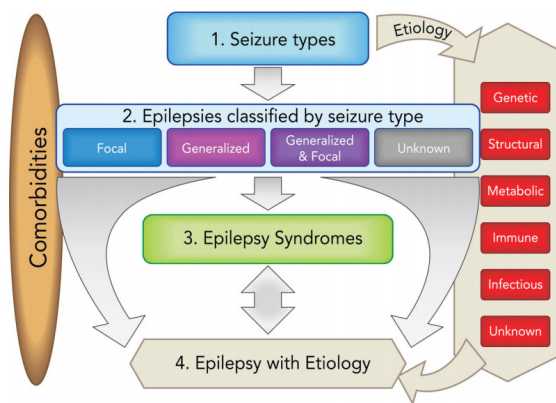 1. Seizure types
Etiology
2. Epilepsies classified by seizure type
Focal
Generalized
Generalized
& Focal
Unknown
3. Epilepsy Syndromes
4. Epilepsy with Etiology
Comorbidities
Genetic
Structural
Metabolic
Immune
Infectious
Unknown